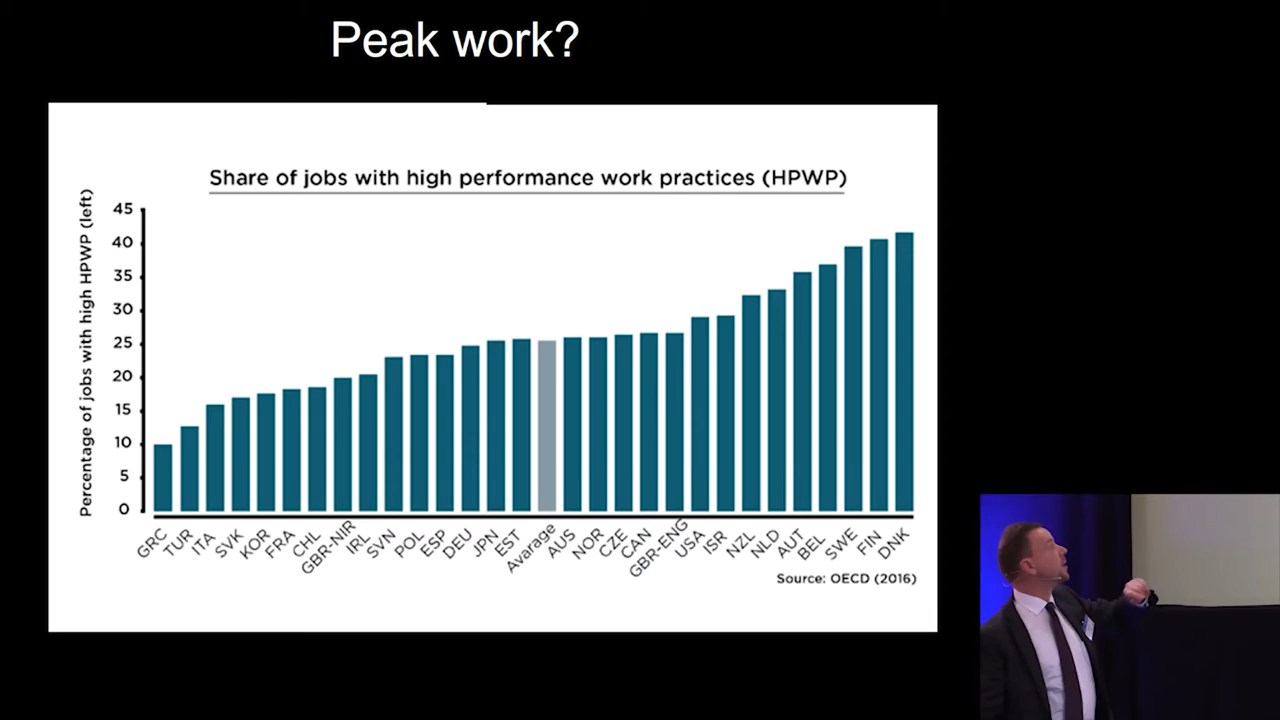 Peak work?
Share of jobs with high performance work practices (HPWP)
Percentage of jobs with high HPWP (left)
45
40
35
30
25
20
15
10
5
0
GRC
TUR
ITA
SVK
KOR
FRA
CHL
GBR-NIR
IRL
SVN
POL
ESP
DEU
JPN
EST
Avarage
AUS
NOR
CZE
CAN
GBR-ENG
USA
ISR
NZL
NLD
AUT
BEL
SWE
FIN
DNK
Source: OECD (2016)